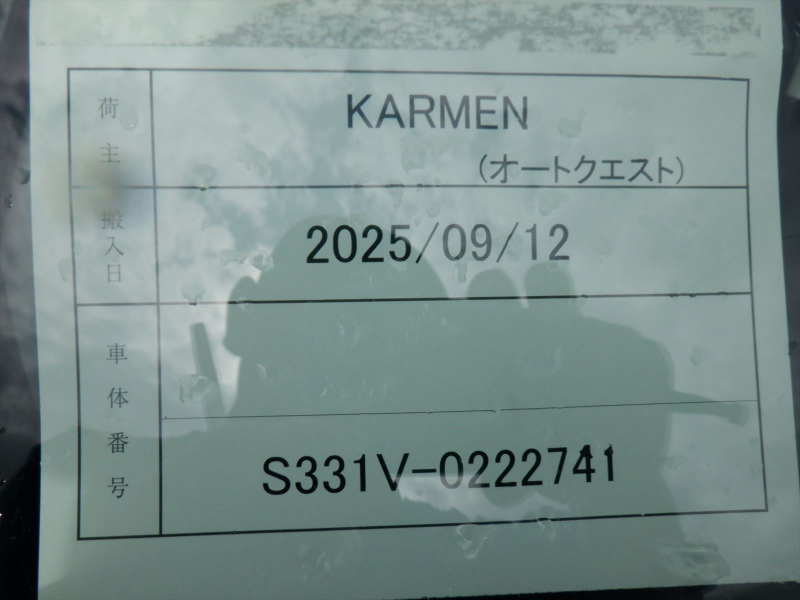 荷主 KARMEN
(オートクエスト)
搬入日 2025/09/12
車体番号 S331V-0222741